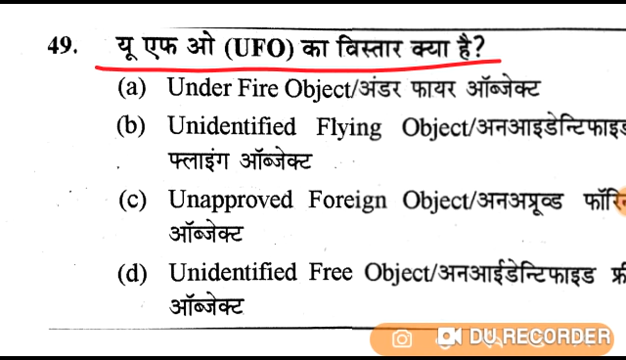 49. यू एफ ओ (UFO) का विस्तार क्या है?
(a) Under Fire Object/अंडर फायर ऑब्जेक्ट
(b) Unidentified Flying Object/अनआइडेन्टिफाइड
फ्लाइंग ऑब्जेक्ट
(c) Unapproved Foreign Object/अनअप्रूव्ड
ऑब्जेक्ट
(d) Unidentified Free Object/अनआईडेन्टिफाइड
ऑब्जेक्ट
DU RECORDER